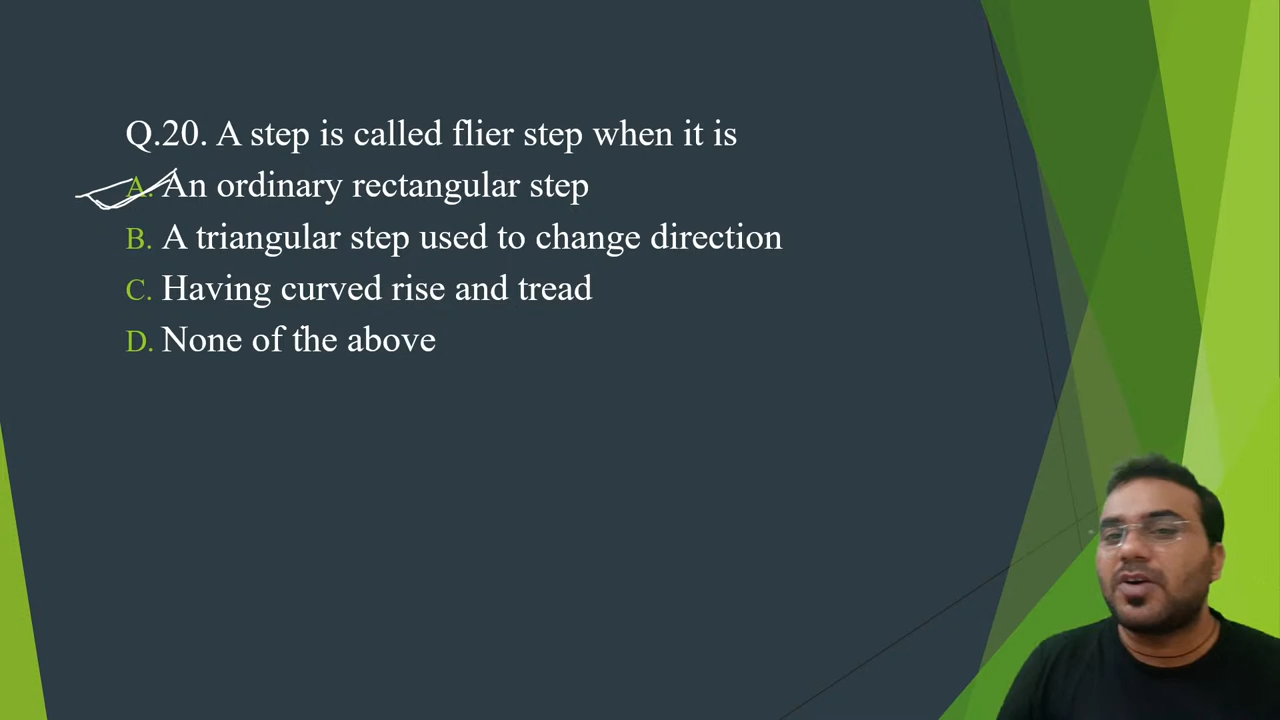 Q.20. A step is called flier step when it is
A. An ordinary rectangular step
B. A triangular step used to change direction
C. Having curved rise and tread
D. None of the above